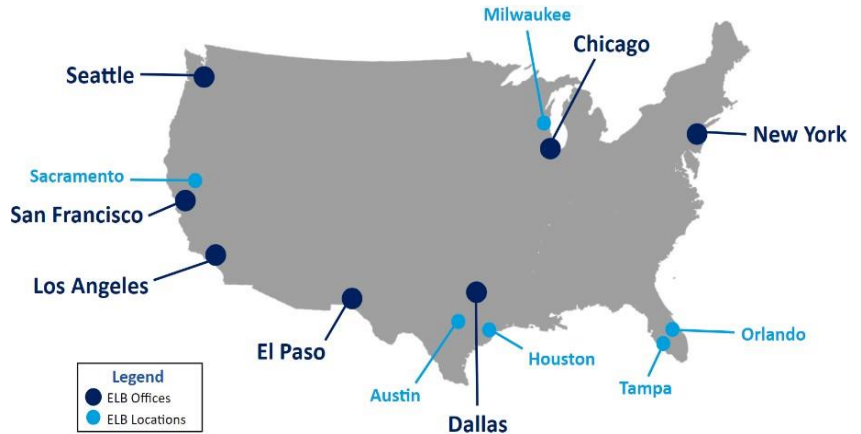 Milwaukee
Chicago
Seattle
New York
Sacramento
San Francisco
Los Angeles
El Paso
Orlando
Houston
Tampa
Austin
Dallas
Legend
ELB Offices
ELB Locations